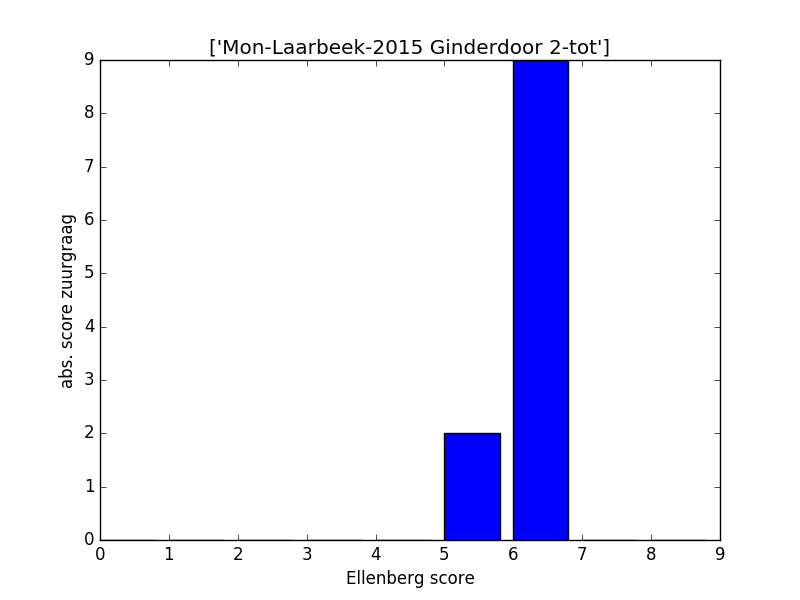 ['Mon-Laarbeek-2015 Ginderdoor 2-tot']
9
8
7
6
5
4
3
2
1
0
abs. score zuurgraag
0 1 2 3 4 5 6 7 8 9
Ellenberg score